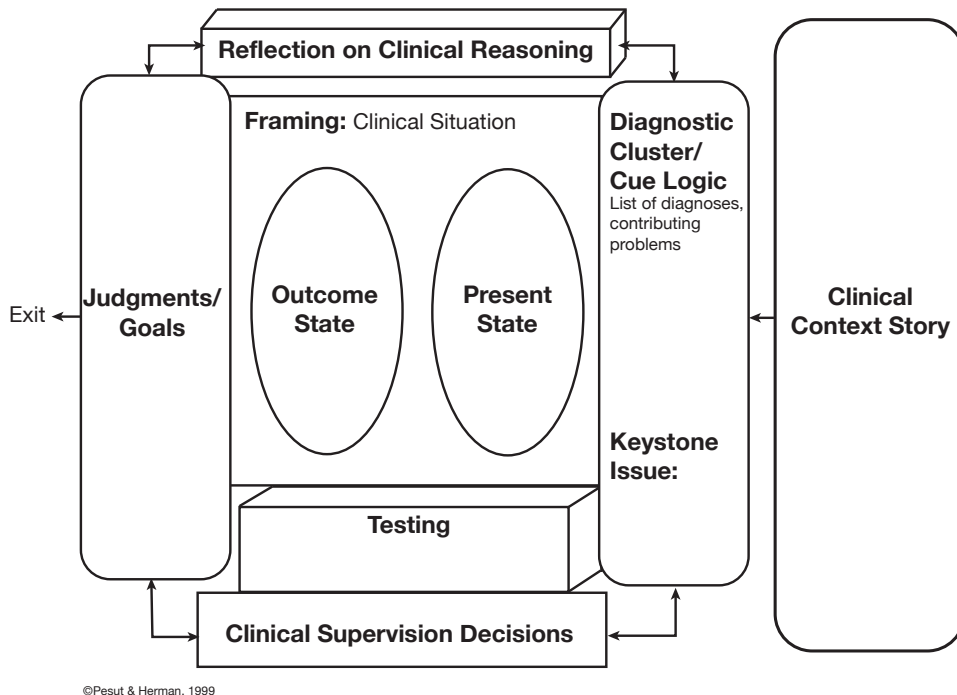 Reflection on Clinical Reasoning
Framing: Clinical Situation
Diagnostic
Cluster/
Cue Logic
List of diagnoses,
contributing
problems
Exit
Judgments/
Goals
Outcome
State
Present
State
Clinical
Context Story
Keystone
Issue:
Testing
Clinical Supervision Decisions
©Pesut & Herman, 1999